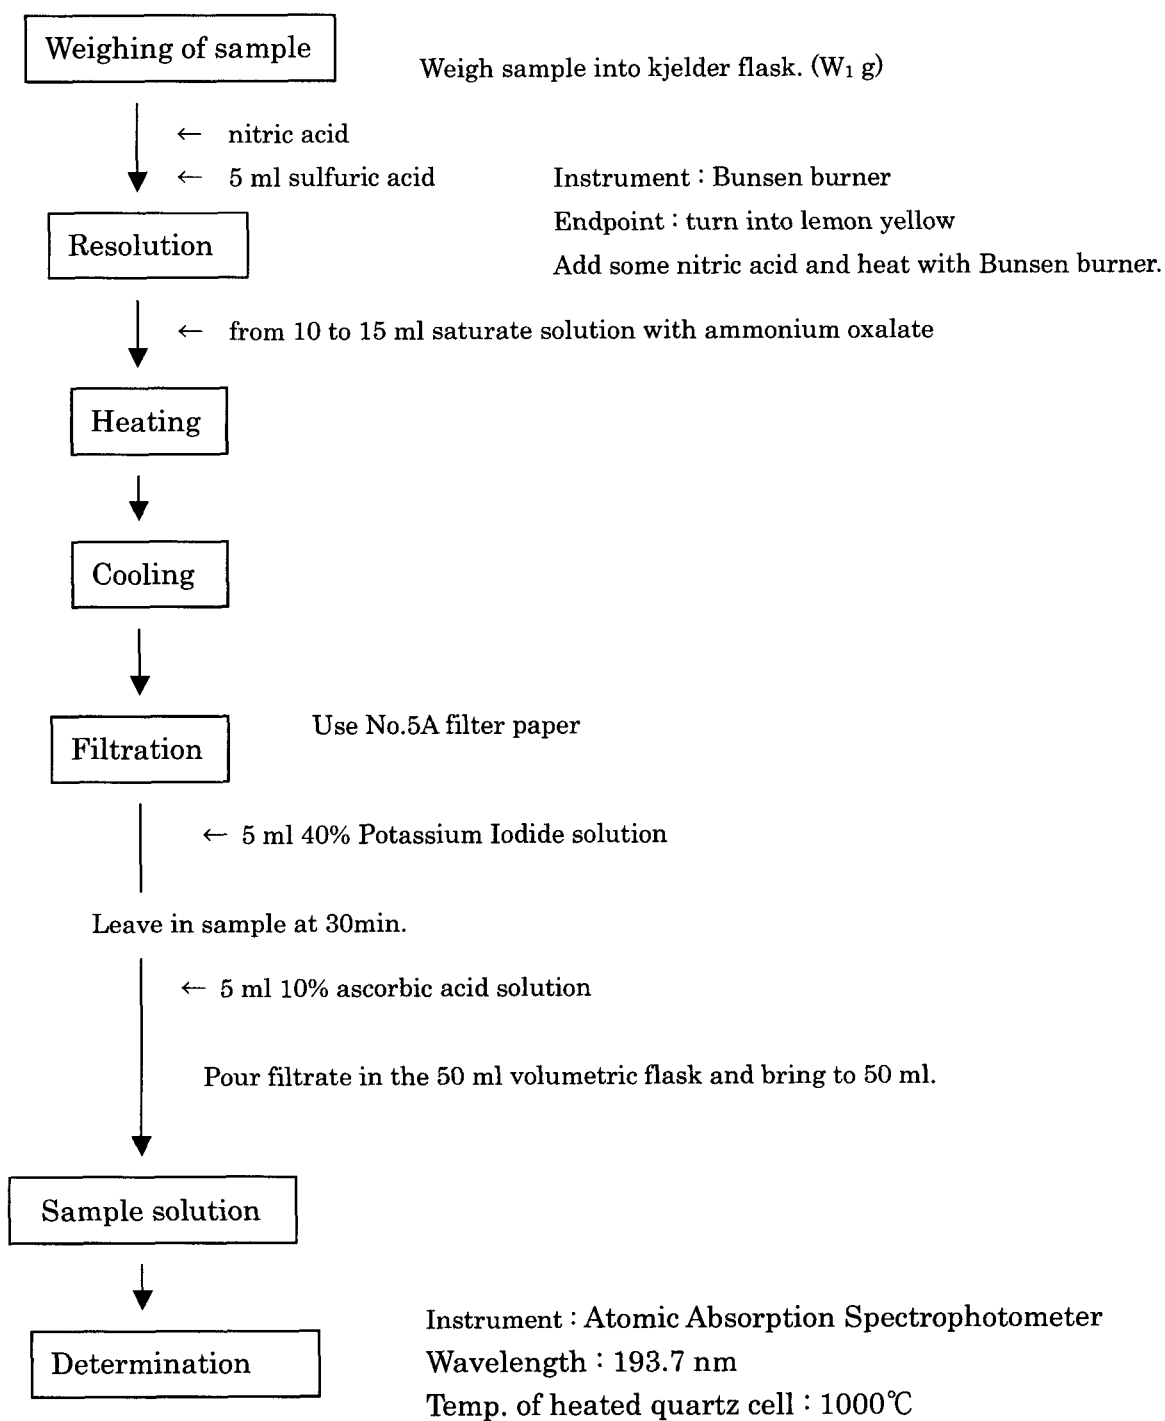 Weighing of sample
Weigh sample into kjelder flask. (W₁ g)
← nitric acid
← 5 ml sulfuric acid
Instrument : Bunsen burner
Endpoint : turn into lemon yellow
Resolution
Add some nitric acid and heat with Bunsen burner.
← from 10 to 15 ml saturate solution with ammonium oxalate
Heating
Cooling
Use No.5A filter paper
Filtration
← 5 ml 40% Potassium Iodide solution
Leave in sample at 30min.
← 5 ml 10% ascorbic acid solution
Pour filtrate in the 50 ml volumetric flask and bring to 50 ml.
Sample solution
Instrument : Atomic Absorption Spectrophotometer
Determination
Wavelength : 193.7 nm
Temp. of heated quartz cell : 1000℃